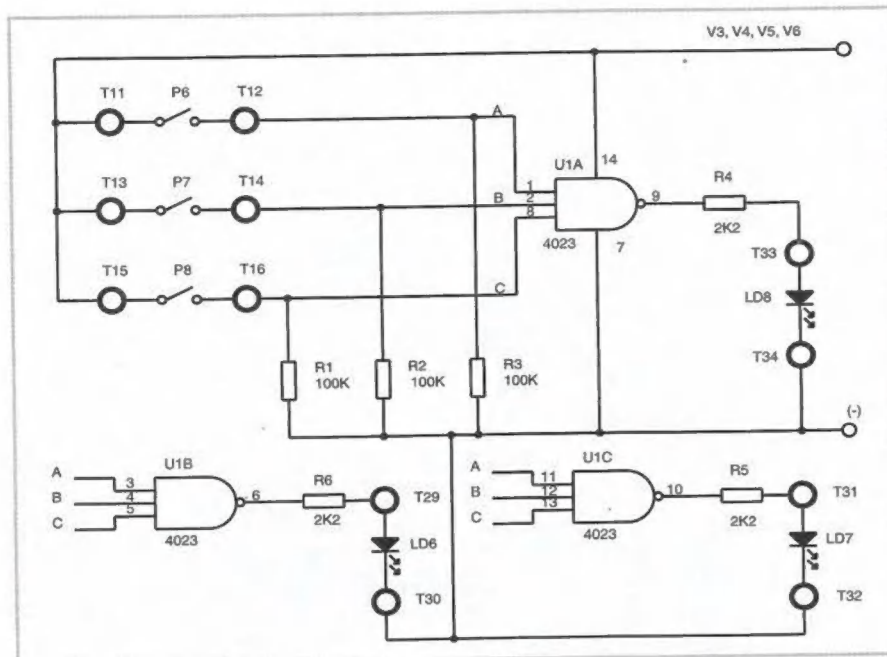 V3, V4, V5, V6
T11 P6 T12
A
U1A 14
T13 P7 T14
1
B 2
8
9
R4
2K2
4023 7
T15 P8 T16
C
T33
LD8
T34
R1 100K
R2 100K
R3 100K
(-)
U1B
A 3
B 4
C 5
6
R6
2K2
4023
T29
LD6
T30
U1C
A 11
B 12
C 13
10
R5
2K2
4023
T31
LD7
T32